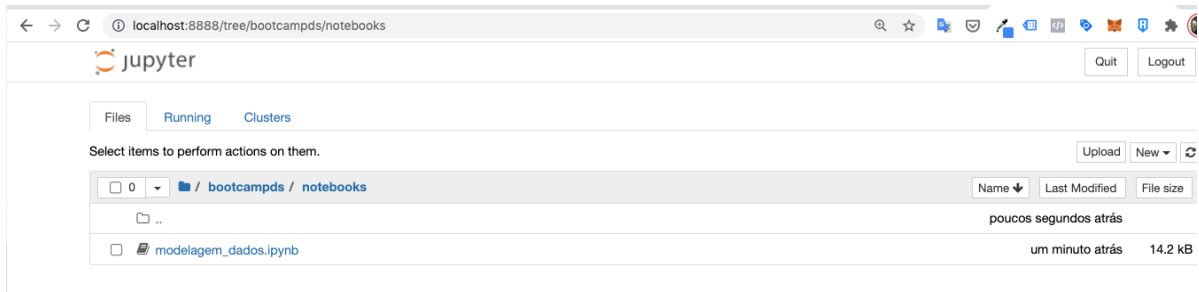 localhost:8888/tree/bootcampds/notebooks
jupyter
Quit
Logout
Files
Running
Clusters
Select items to perform actions on them.
Upload
New
0
/ bootcampds / notebooks
Name
Last Modified
File size
..
poucos segundos atrás
modelagem_dados.ipynb
um minuto atrás
14.2 kB